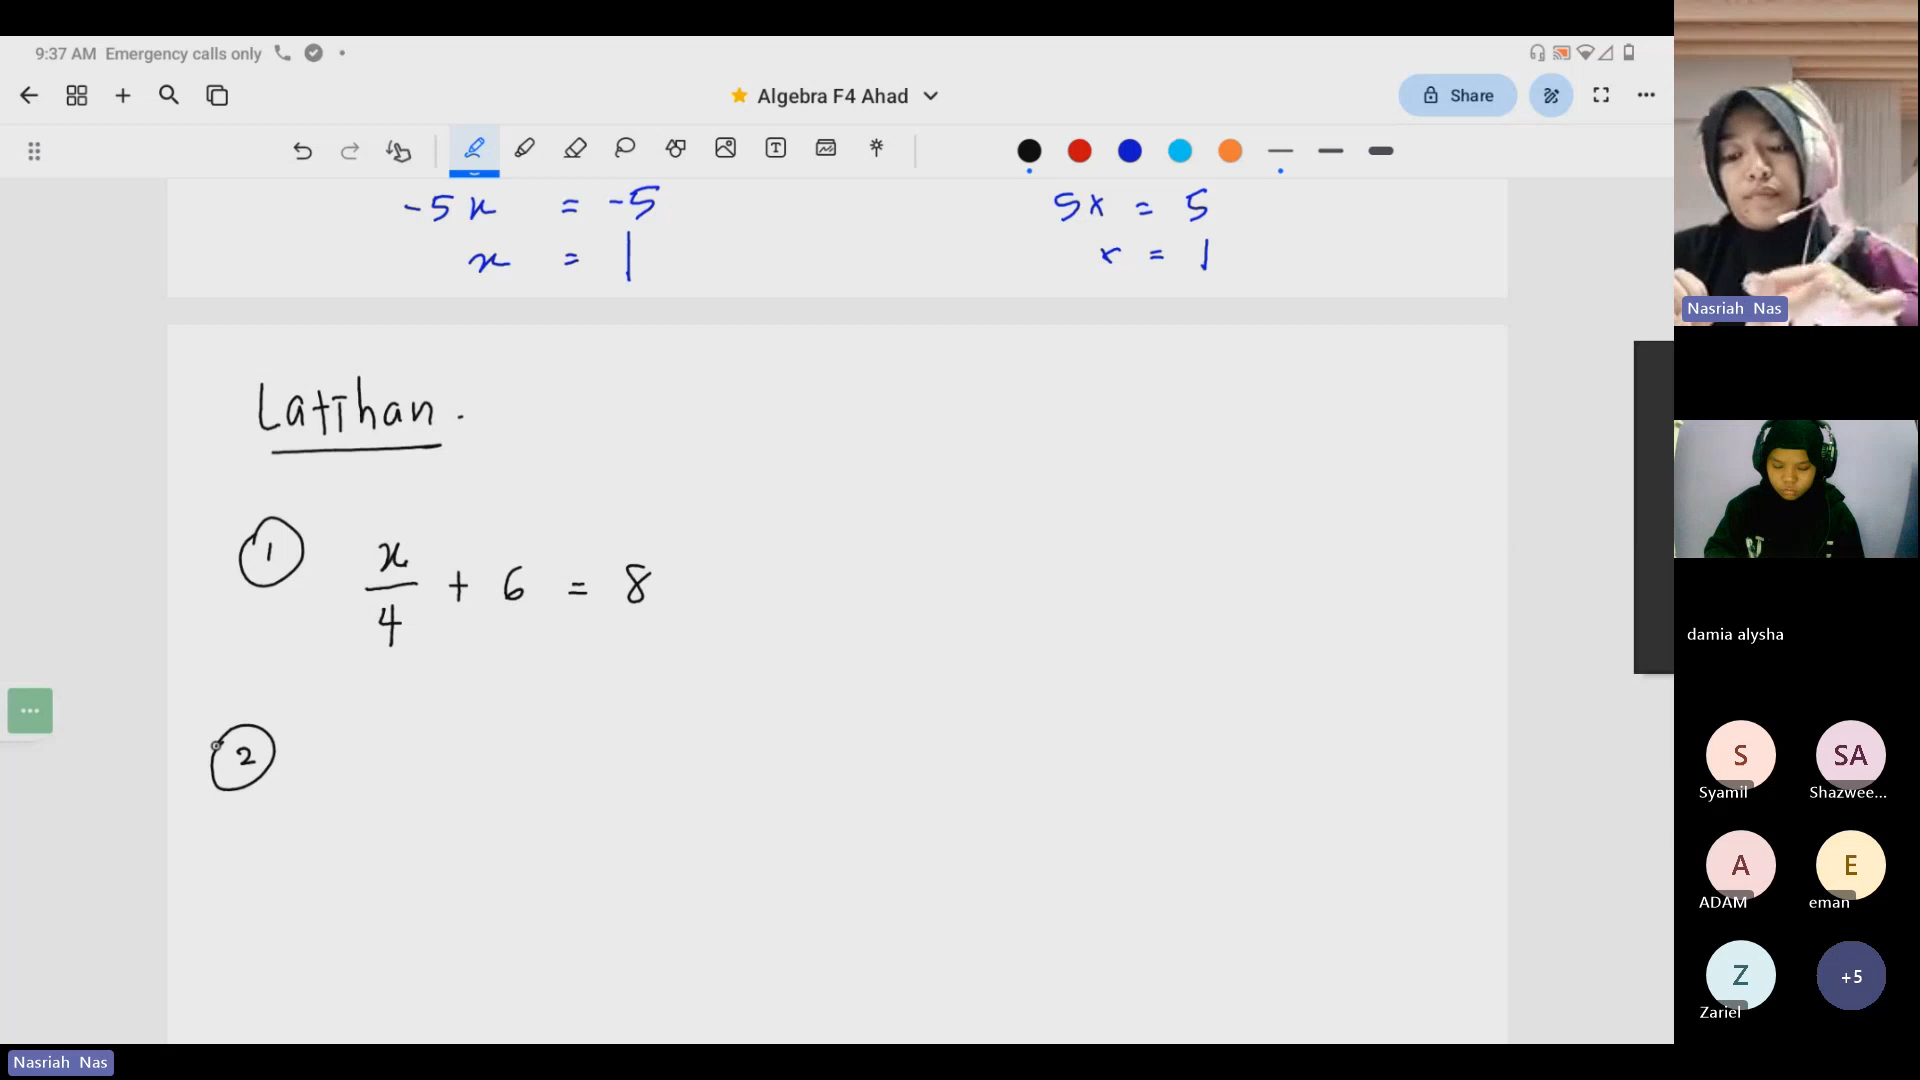 9:37 AM Emergency calls only
Algebra F4 Ahad
Share
-5x = -5
x = 1
5x = 5
x = 1
Latihan.
1
x/4 + 6 = 8
2
Nasriah Nas
damia alysha
S
Syamil
SA
Shazwee...
A
ADAM
E
eman
Z
Zariel
+5
Nasriah Nas